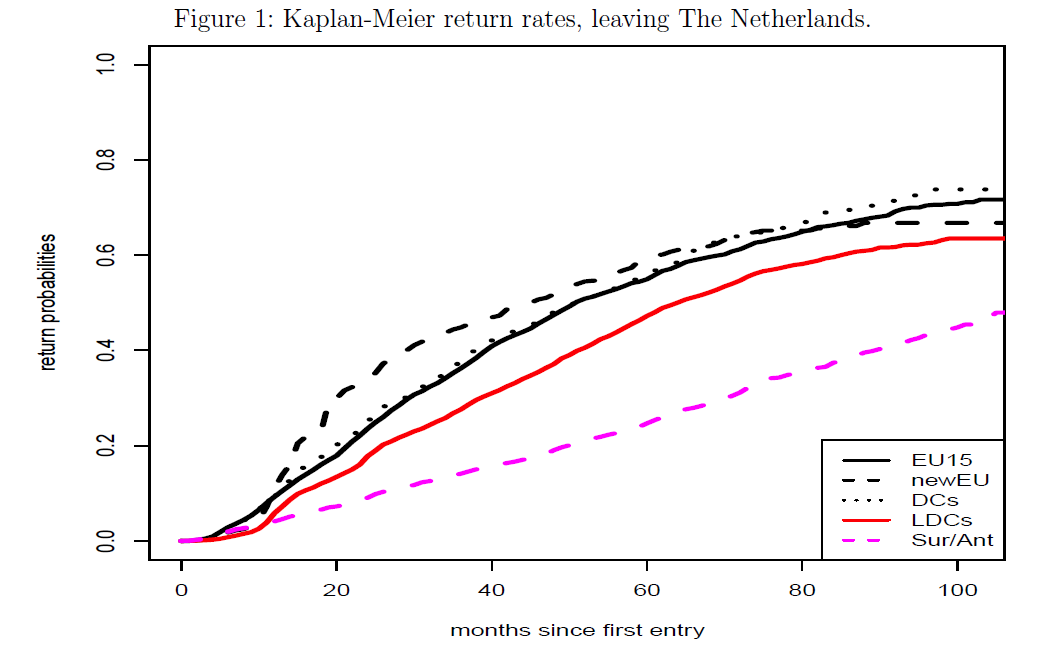 Figure 1: Kaplan-Meier return rates, leaving The Netherlands.
1.0
0.8
0.6
0.4
0.2
0.0
return probabilities
0 20 40 60 80 100
months since first entry
EU15
newEU
DCs
LDCs
Sur/Ant